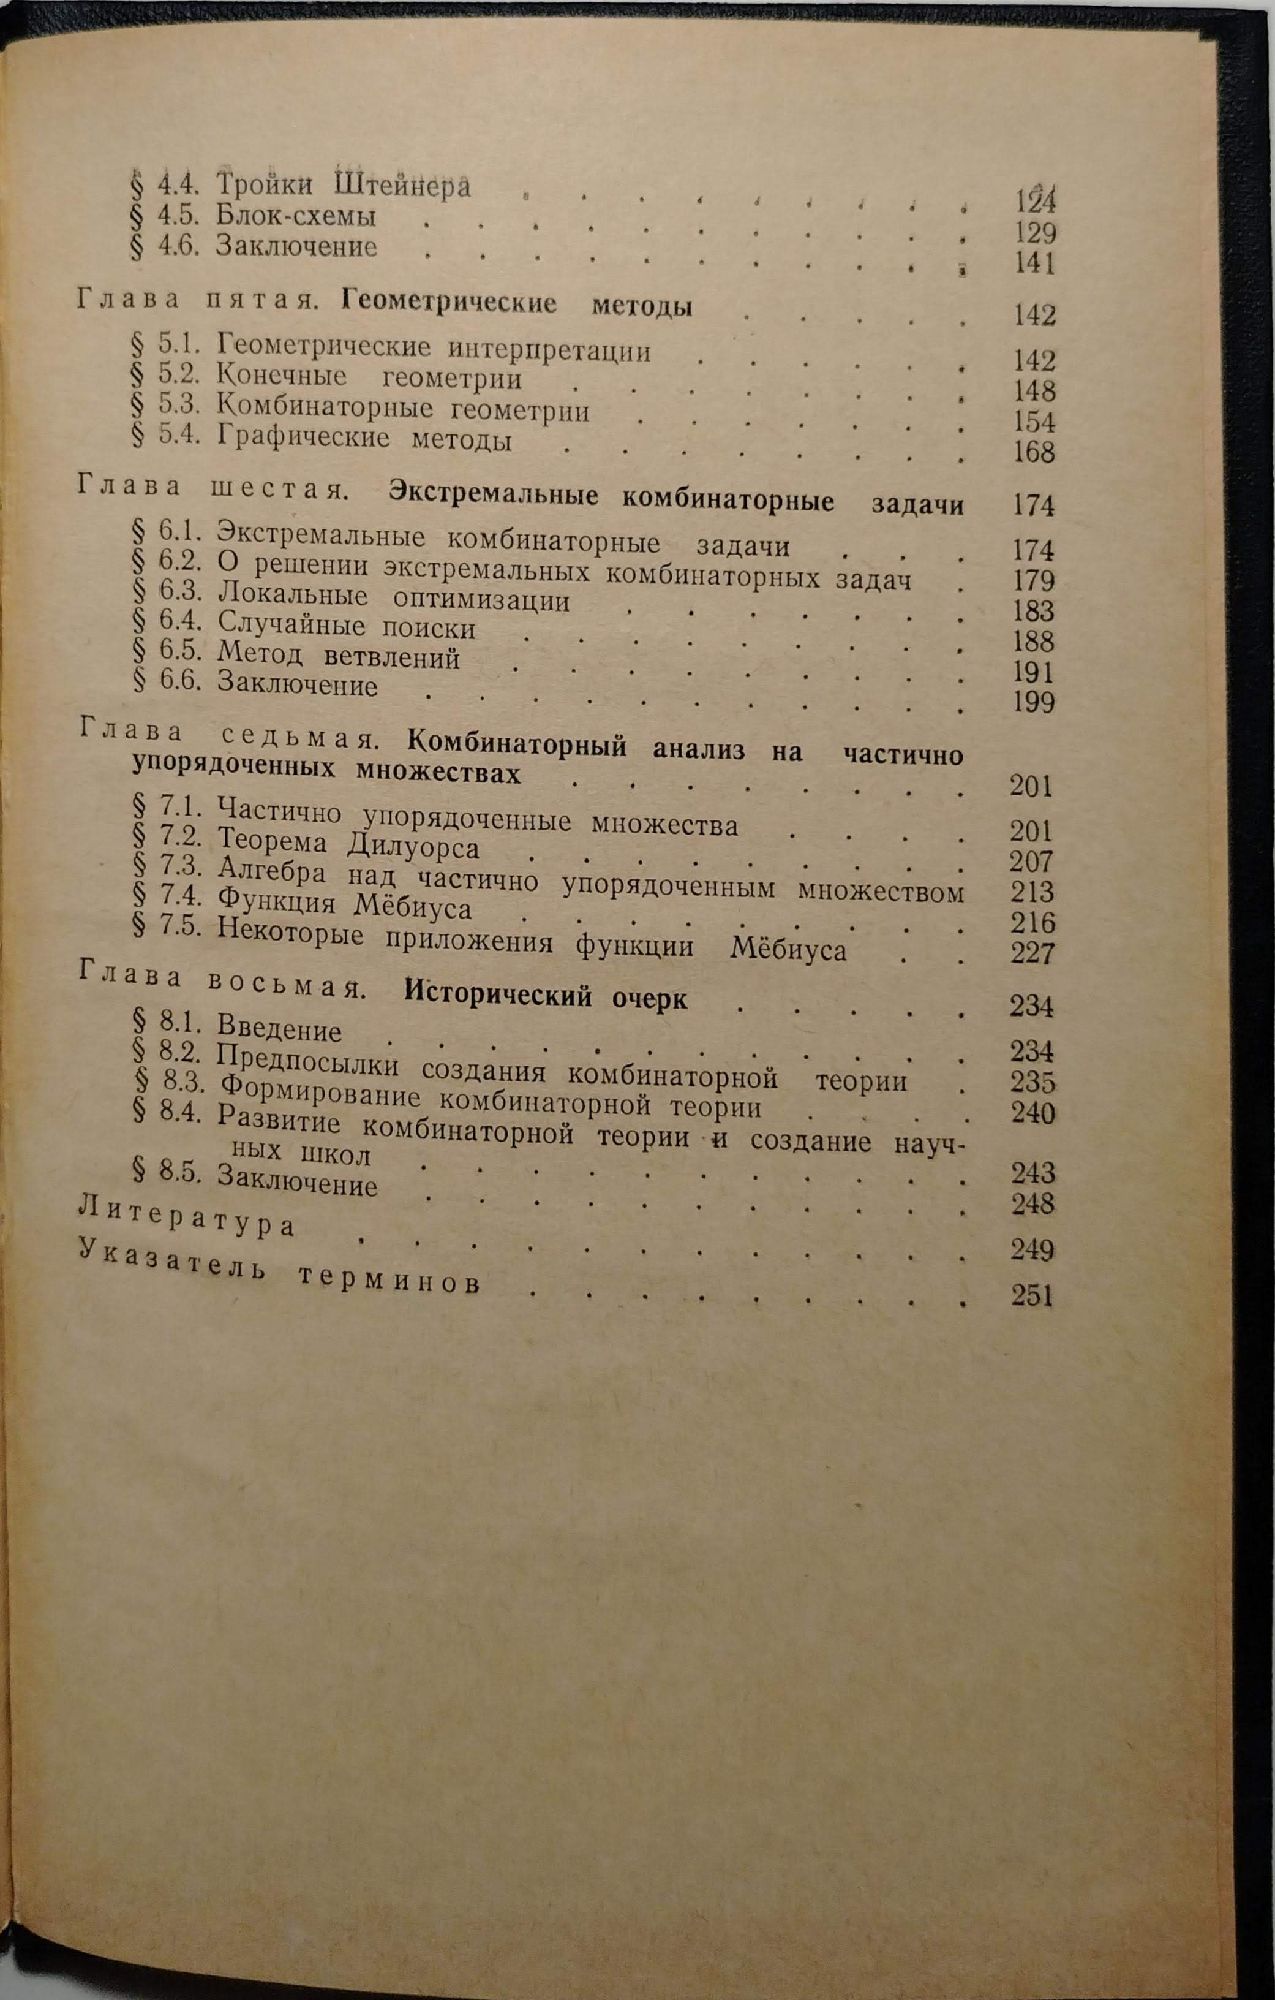 § 4.4. Тройки Штейнера . . . . . . . . . 124
§ 4.5. Блок-схемы . . . . . . . . . . . 129
§ 4.6. Заключение . . . . . . . . . . . 141
Глава пятая. Геометрические методы . . . . . 142
§ 5.1. Геометрические интерпретации . . . . . . 142
§ 5.2. Конечные геометрии . . . . . . . . 148
§ 5.3. Комбинаторные геометрии . . . . . . . 154
§ 5.4. Графические методы . . . . . . . . 168
Глава шестая. Экстремальные комбинаторные задачи 174
§ 6.1. Экстремальные комбинаторные задачи . . . 174
§ 6.2. О решении экстремальных комбинаторных задач . 179
§ 6.3. Локальные оптимизации . . . . . . . 183
§ 6.4. Случайные поиски . . . . . . . . . 188
§ 6.5. Метод ветвлений . . . . . . . . . 191
§ 6.6. Заключение . . . . . . . . . . . 199
Глава седьмая. Комбинаторный анализ на частично
упорядоченных множествах . . . . . . . . 201
§ 7.1. Частично упорядоченные множества . . . . 201
§ 7.2. Теорема Дилуорса . . . . . . . . . 207
§ 7.3. Алгебра над частично упорядоченным множеством 213
§ 7.4. Функция Мёбиуса . . . . . . . . . 216
§ 7.5. Некоторые приложения функции Мёбиуса . . 227
Глава восьмая. Исторический очерк . . . . . 234
§ 8.1. Введение . . . . . . . . . . . . 234
§ 8.2. Предпосылки создания комбинаторной теории . 235
§ 8.3. Формирование комбинаторной теории . . . . 240
§ 8.4. Развитие комбинаторной теории и создание науч-
ных школ . . . . . . . . . . . 243
§ 8.5. Заключение . . . . . . . . . . . 248
Литература . . . . . . . . . . . . 249
Указатель терминов . . . . . . . . . 251